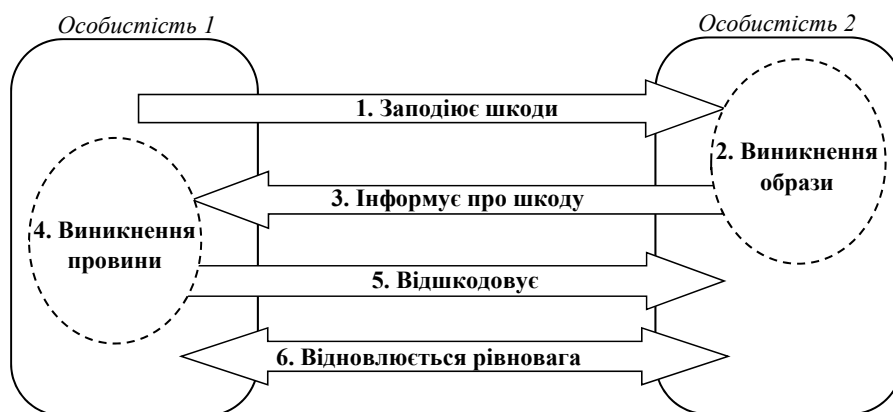 Особистість 1
Особистість 2
1. Заподіює шкоди
2. Виникнення
образи
3. Інформує про шкоду
4. Виникнення
провини
5. Відшкодовує
6. Відновлюється рівновага